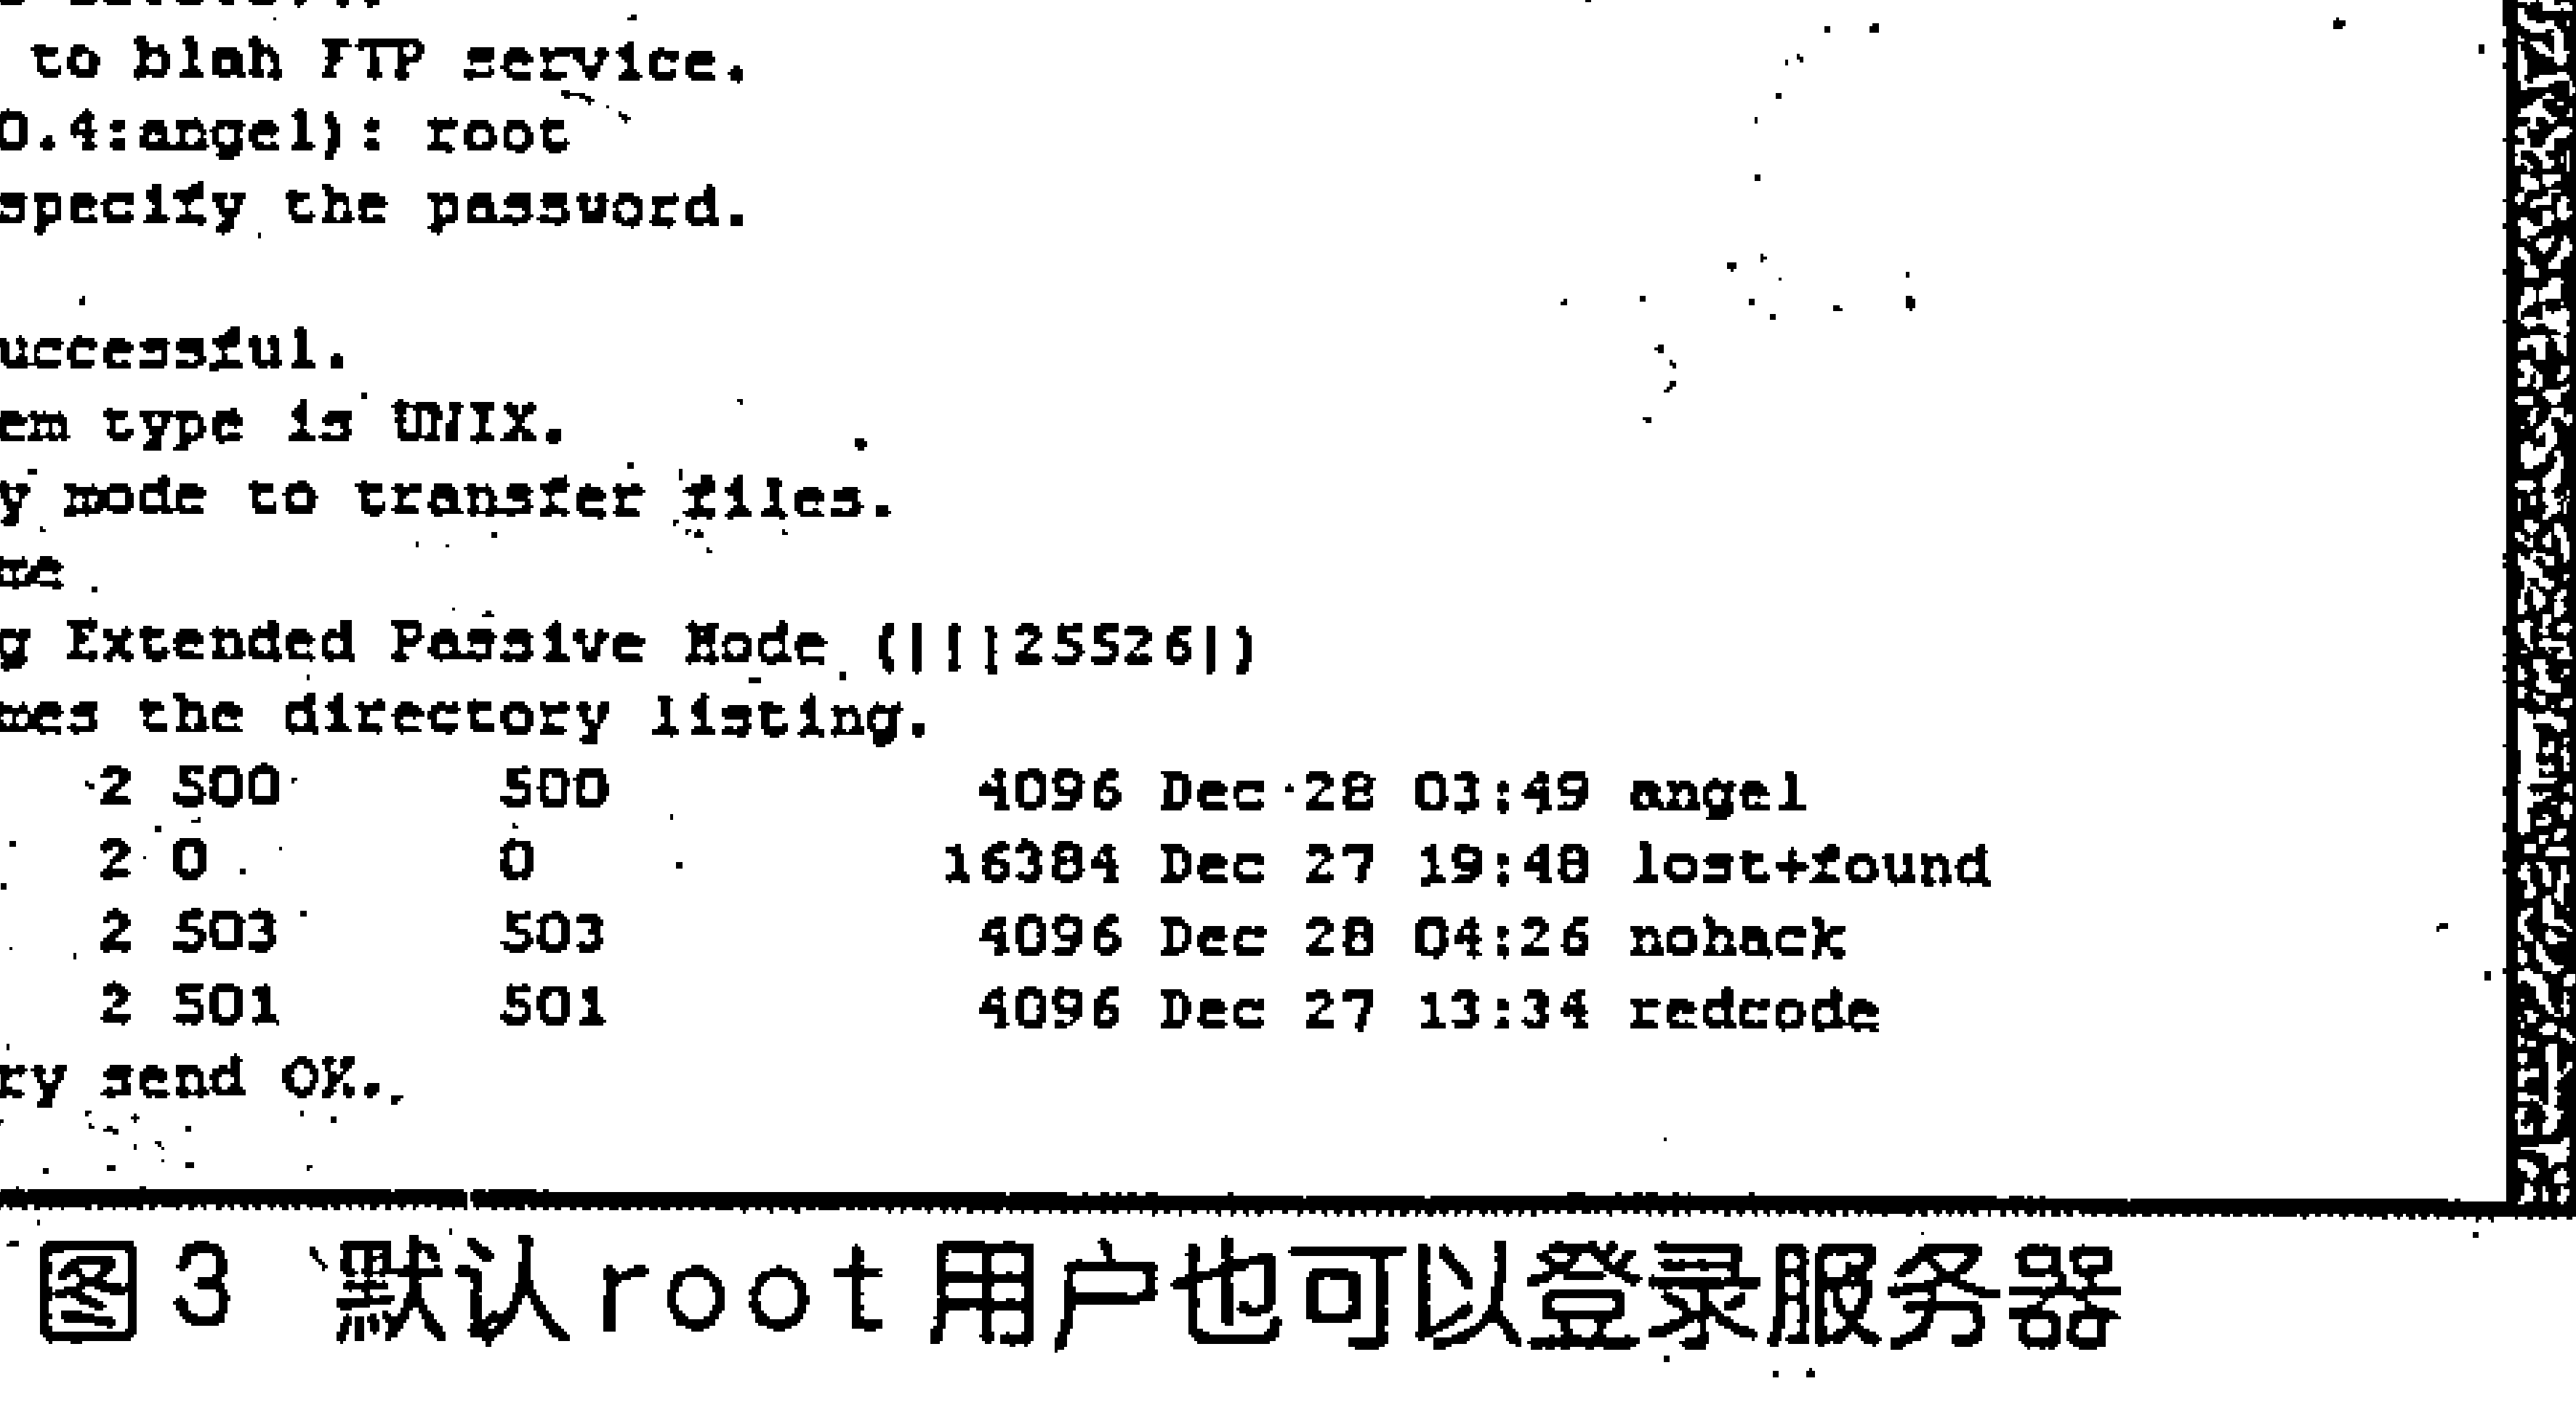 to blah FTP service.
0.4:angel): root
specify the password.
uccessful.
em type is UNIX.
y mode to transfer files.
me
g Extended Passive Mode (|||25526|)
mes the directory listing.
2 500 500 4096 Dec 28 03:49 angel
2 0 0 16384 Dec 27 19:48 lost+found
2 503 503 4096 Dec 28 04:26 nohack
2 501 501 4096 Dec 27 13:34 redcode
ry send OK.
图3 默认root用户也可以登录服务器